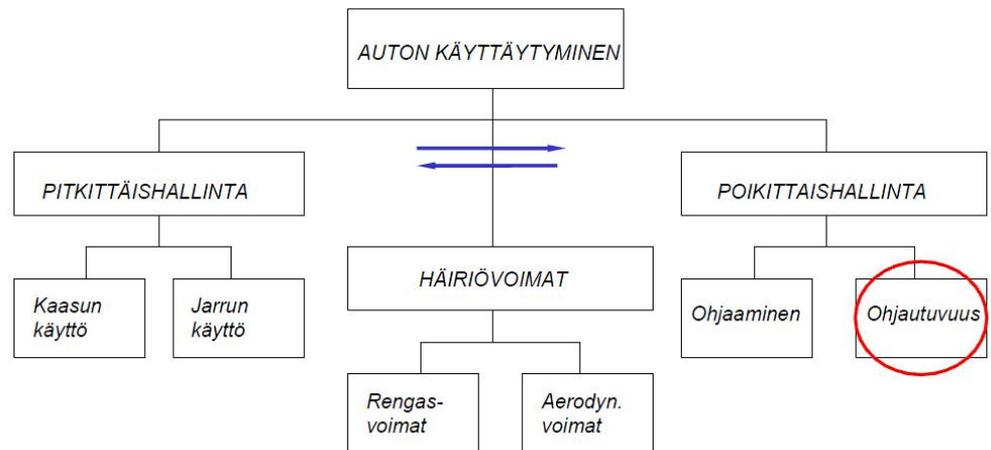 AUTON KÄYTTÄYTYMINEN
PITKITTÄISHALLINTA
POIKITTAISHALLINTA
HÄIRIÖVOIMAT
Kaasun
käyttö
Jarrun
käyttö
Ohjaaminen
Ohjautuvuus
Rengas-
voimat
Aerodyn.
voimat